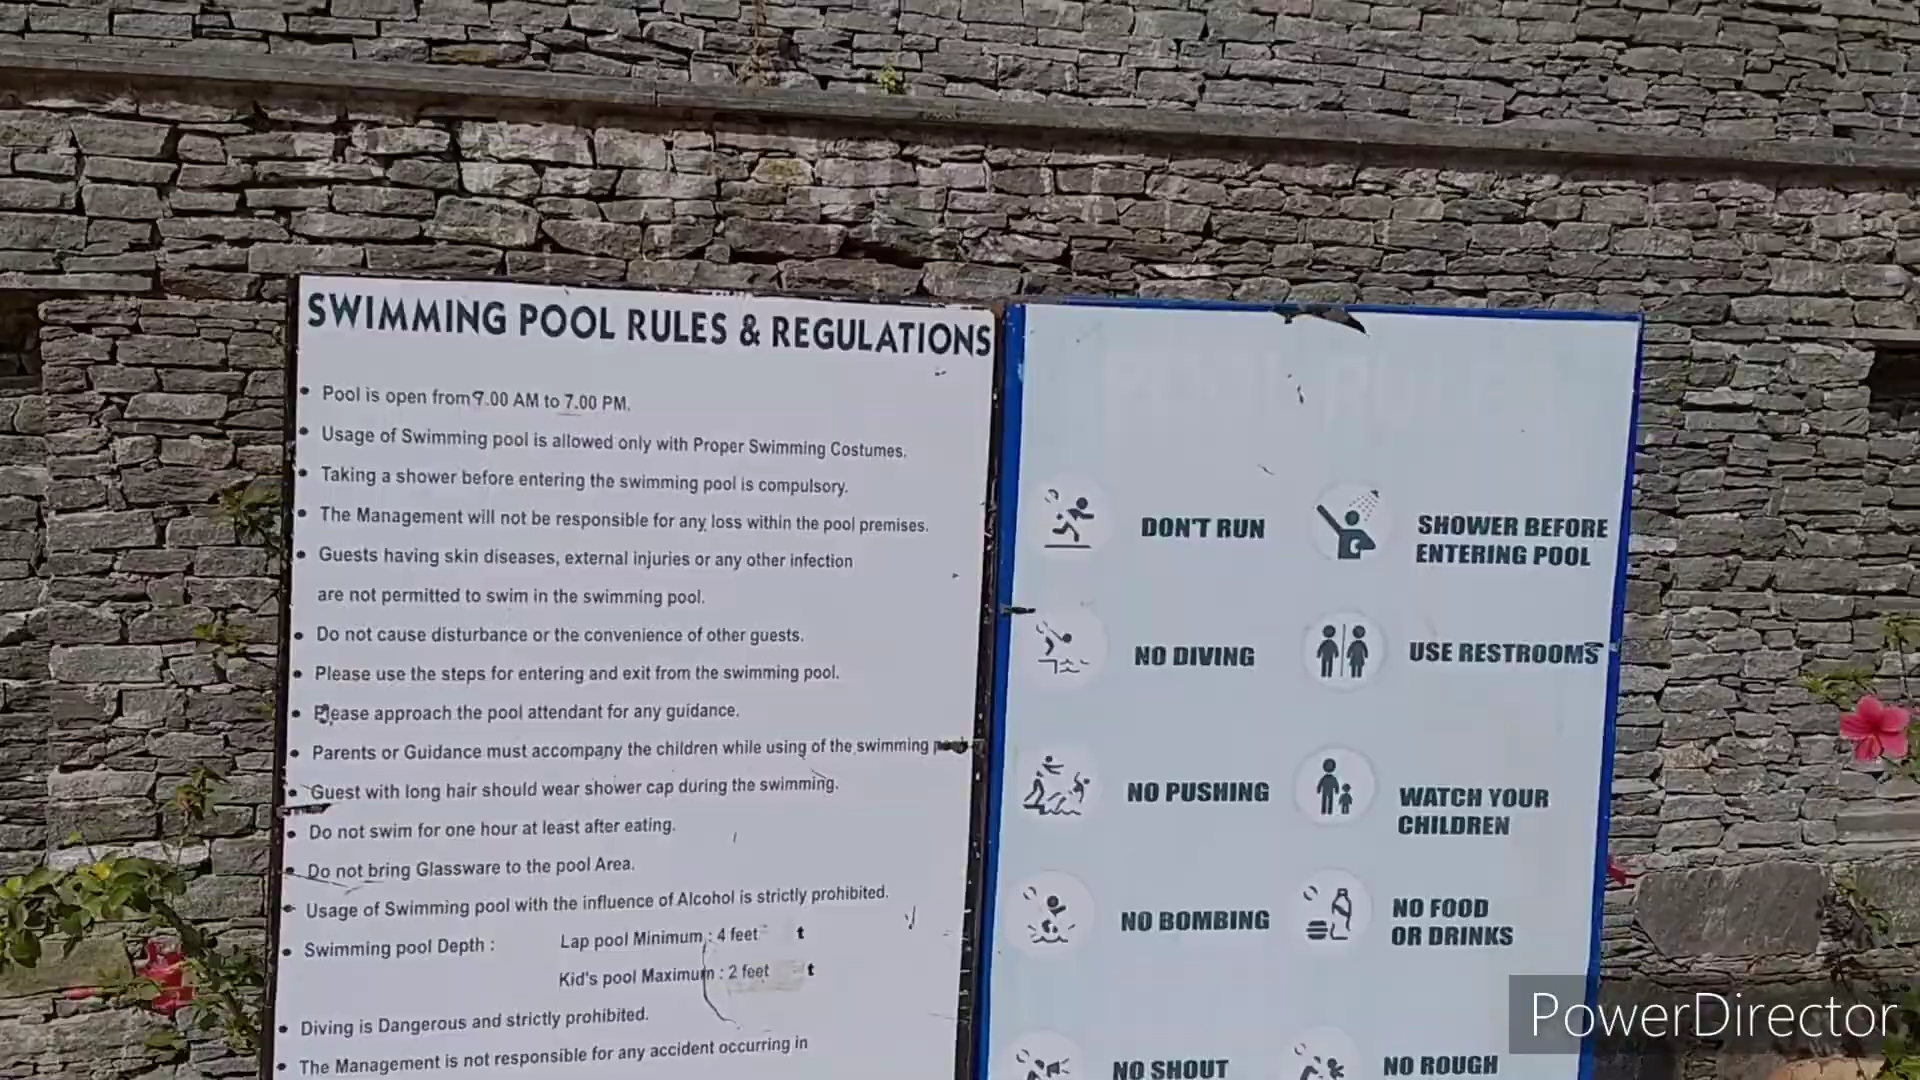 SWIMMING POOL RULES & REGULATIONS
• Pool is open from 9.00 AM to 7.00 PM.
• Usage of Swimming pool is allowed only with Proper Swimming Costumes.
• Taking a shower before entering the swimming pool is compulsory.
• The Management will not be responsible for any loss within the pool premises.
• Guests having skin diseases, external injuries or any other infection
are not permitted to swim in the swimming pool.
• Do not cause disturbance or the convenience of other guests.
• Please use the steps for entering and exit from the swimming pool.
• Please approach the pool attendant for any guidance.
• Parents or Guidance must accompany the children while using of the swimming pool
• Guest with long hair should wear shower cap during the swimming.
• Do not swim for one hour at least after eating.
• Do not bring Glassware to the pool Area.
• Usage of Swimming pool with the influence of Alcohol is strictly prohibited.
• Swimming pool Depth : Lap pool Minimum : 4 feet t
Kid's pool Maximum : 2 feet t
• Diving is Dangerous and strictly prohibited.
• The Management is not responsible for any accident occurring in
POOL RULES
DON'T RUN
SHOWER BEFORE
ENTERING POOL
NO DIVING
USE RESTROOMS
NO PUSHING
WATCH YOUR
CHILDREN
NO BOMBING
NO FOOD
OR DRINKS
NO SHOUT
NO ROUGH
PowerDirector